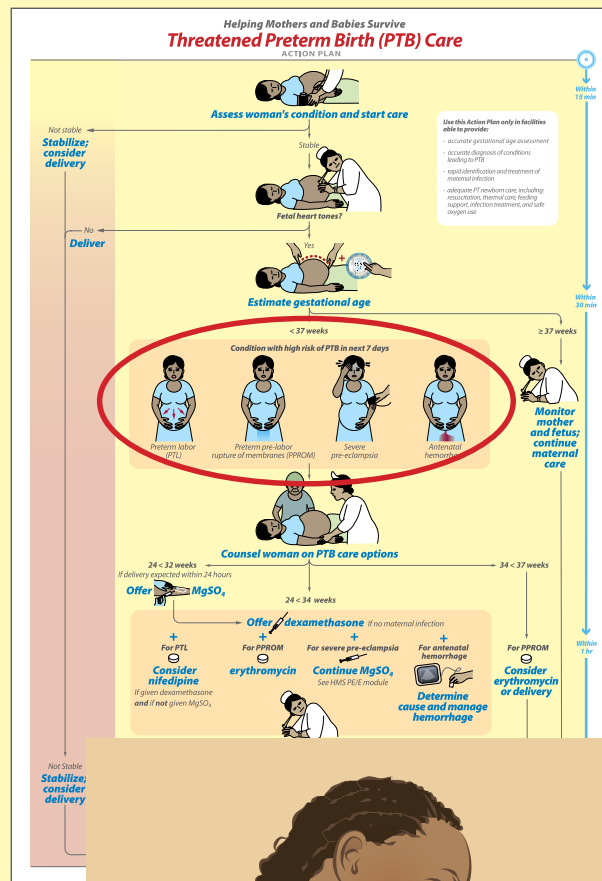 Helping Mothers and Babies Survive
Threatened Preterm Birth (PTB) Care
ACTION PLAN
Within
15 min
Assess woman's condition and start care
Use this Action Plan only in facilities
able to provide:
- accurate gestational age assessment
- accurate diagnosis of conditions
leading to PTB
- rapid identification and treatment of
maternal infection
- adequate PT newborn care, including:
resuscitation, thermal care, feeding
support, infection treatment, and safe
oxygen use
Not stable
Stabilize;
consider
delivery
Stable
Fetal heart tones?
No
Deliver
Yes
+
Estimate gestational age
Within
30 min
< 37 weeks
≥ 37 weeks
Condition with high risk of PTB in next 7 days
Preterm labor
(PTL)
Preterm pre-labor
rupture of membranes (PPROM)
Severe
pre-eclampsia
Antenatal
hemorrhage
Monitor
mother
and fetus;
continue
maternal
care
Counsel woman on PTB care options
24 < 32 weeks
If delivery expected within 24 hours
Offer MgSO₄
24 < 34 weeks
34 < 37 weeks
Offer dexamethasone If no maternal infection
Within
1 hr
+
For PTL
Consider
nifedipine
If given dexamethasone
and if not given MgSO₄
+
For PPROM
erythromycin
+
For severe pre-eclampsia
Continue MgSO₄
See HMS PE/E module
+
For antenatal
hemorrhage
Determine
cause and manage
hemorrhage
For PPROM
Consider
erythromycin
or delivery
Not Stable
Stabilize;
consider
delivery